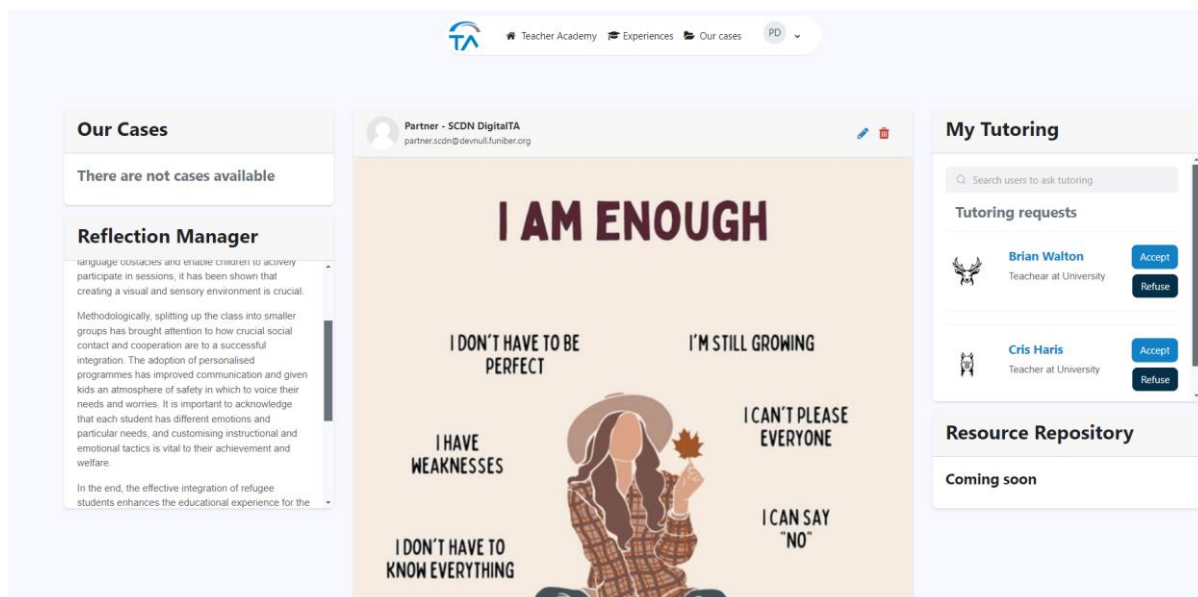 TA
Teacher Academy
Experiences
Our cases
PD
Our Cases
There are not cases available
Reflection Manager
language obstacles and enable children to actively
participate in sessions, it has been shown that
creating a visual and sensory environment is crucial.
Methodologically, splitting up the class into smaller
groups has brought attention to how crucial social
contact and cooperation are to a successful
integration. The adoption of personalised
programmes has improved communication and given
kids an atmosphere of safety in which to voice their
needs and worries. It is important to acknowledge
that each student has different emotions and
particular needs, and customising instructional and
emotional tactics is vital to their achievement and
welfare.
In the end, the effective integration of refugee
students enhances the educational experience for the
Partner - SCDN DigitalTA
partner.scdn@devnull.funiber.org
I AM ENOUGH
I DON'T HAVE TO BE
PERFECT
I'M STILL GROWING
I HAVE
WEAKNESSES
I CAN'T PLEASE
EVERYONE
I DON'T HAVE TO
KNOW EVERYTHING
I CAN SAY
"NO"
My Tutoring
Search users to ask tutoring
Tutoring requests
Brian Walton
Teachear at University
Accept
Refuse
Cris Haris
Teacher at University
Accept
Refuse
Resource Repository
Coming soon